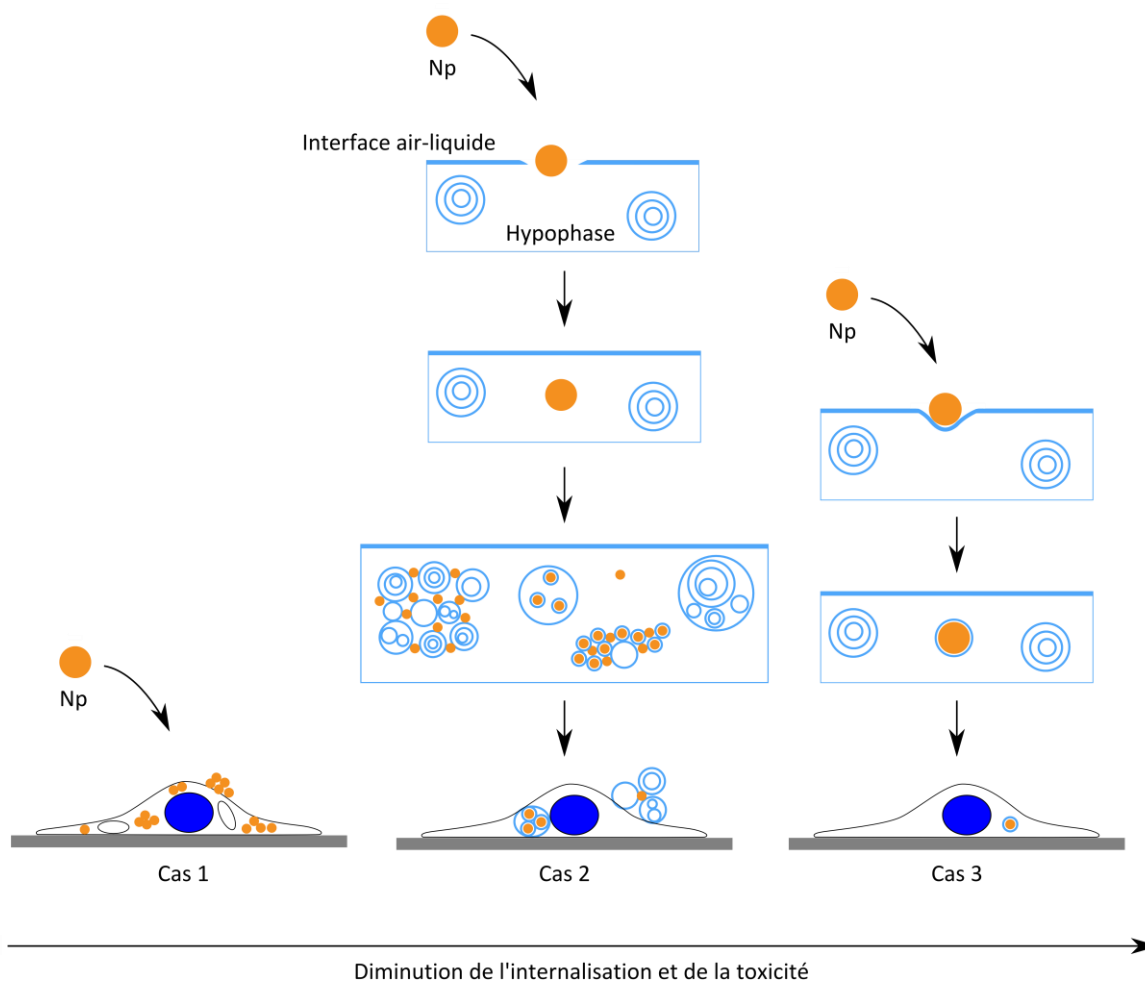 Np
Interface air-liquide
Hypophase
Np
Np
Cas 1
Cas 2
Cas 3
Diminution de l'internalisation et de la toxicité